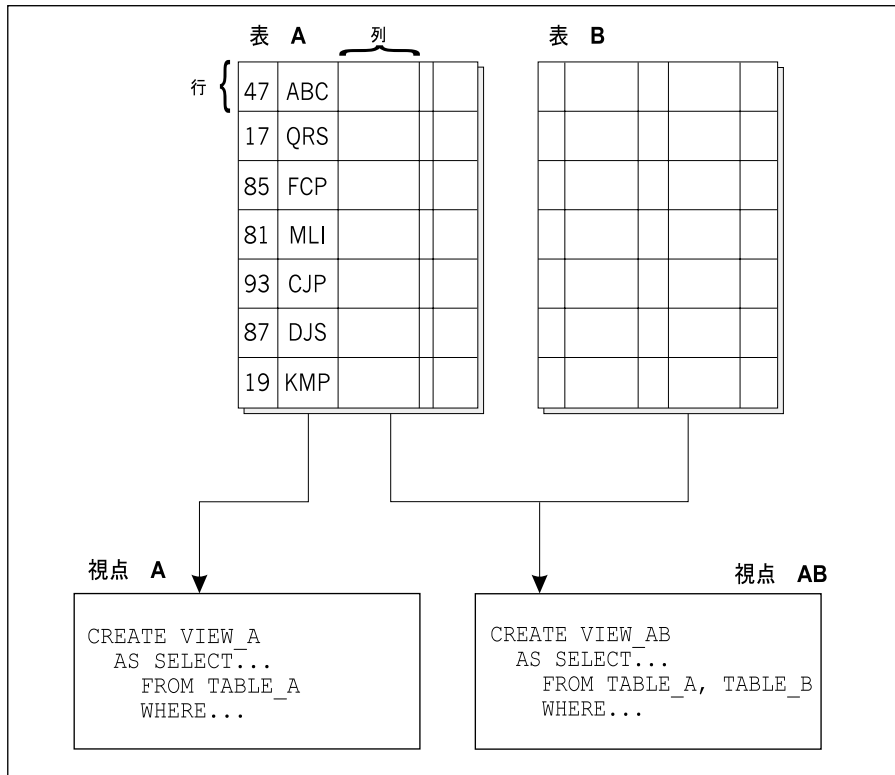 表 A
列
表 B
行
47 ABC
17 QRS
85 FCP
81 MLI
93 CJP
87 DJS
19 KMP
視点 A
CREATE VIEW_A
AS SELECT...
FROM TABLE_A
WHERE...
視点 AB
CREATE VIEW_AB
AS SELECT...
FROM TABLE_A, TABLE_B
WHERE...